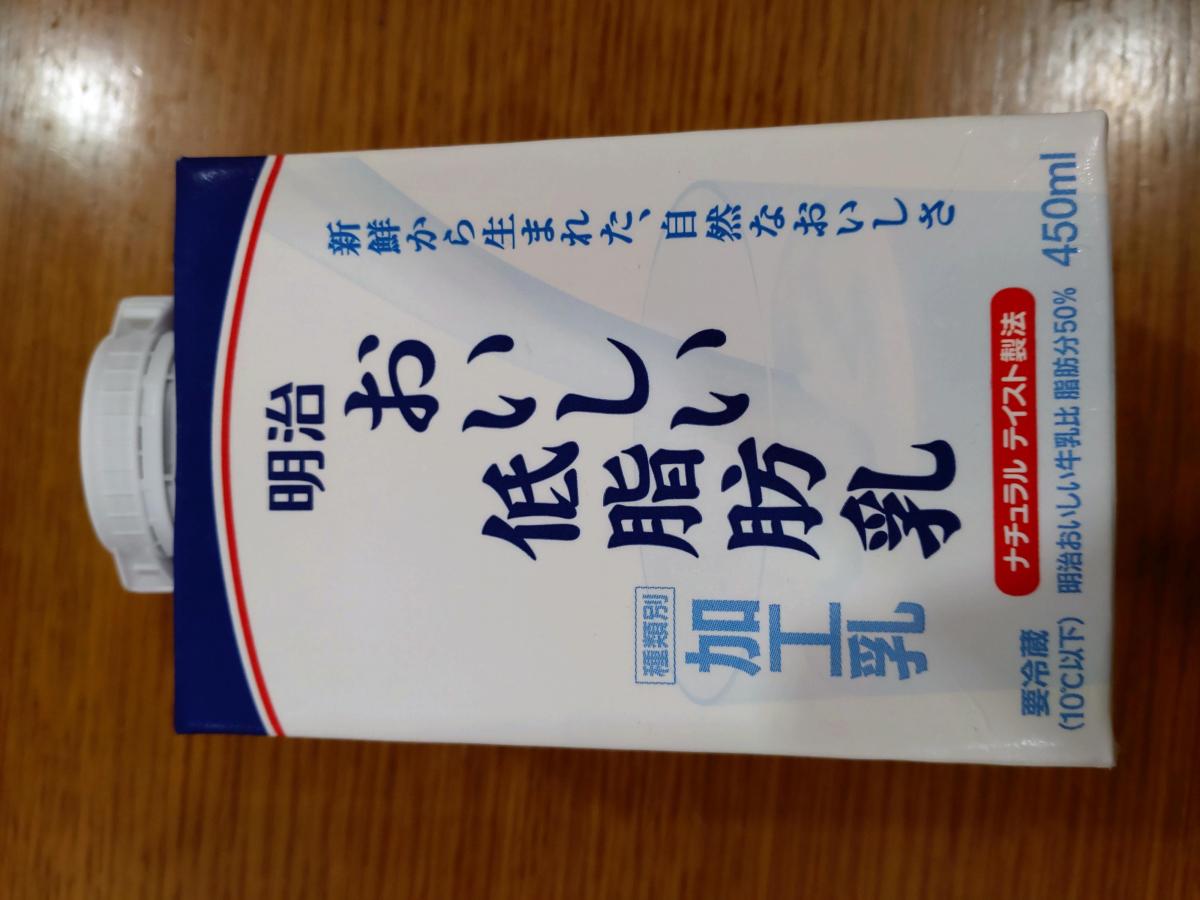 明治
おいしい
低脂肪乳
新鮮から生まれた、自然なおいしさ
種類別
加工乳
ナチュラル テイスト製法
明治おいしい牛乳比 脂肪分50%
450ml
要冷蔵
(10℃以下)